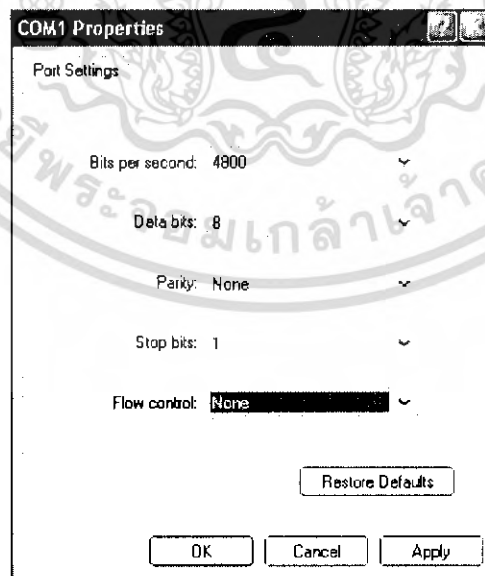 COM1 Properties
Port Settings
Bits per second: 4800
Data bits: 8
Parity: None
Stop bits: 1
Flow control: None
Restore Defaults
OK Cancel Apply